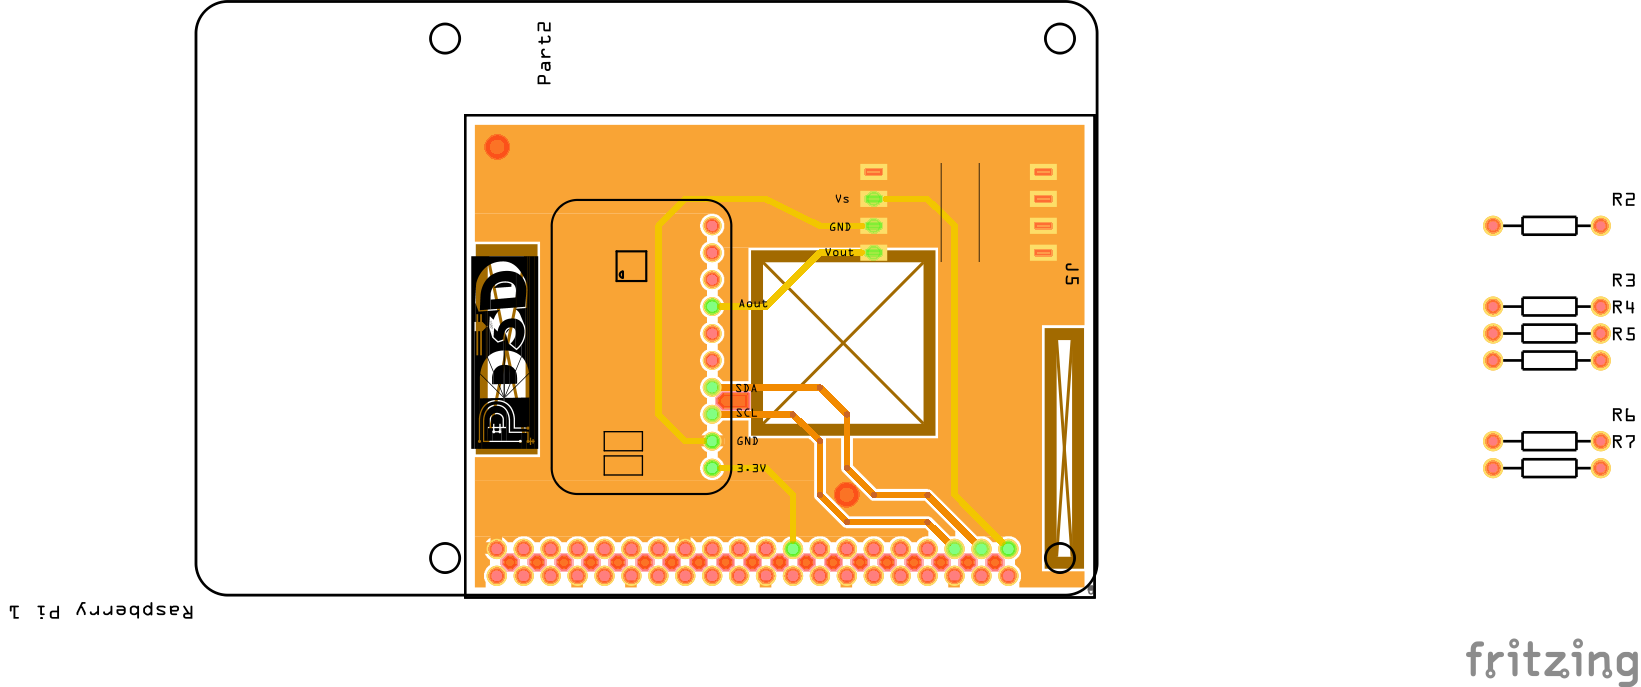 Part2
Vs
GND
Vout
J5
Aout
SDA
SCL
GND
3.3V
R2
R3
R4
R5
R6
R7
Raspberry Pi 1
fritzing